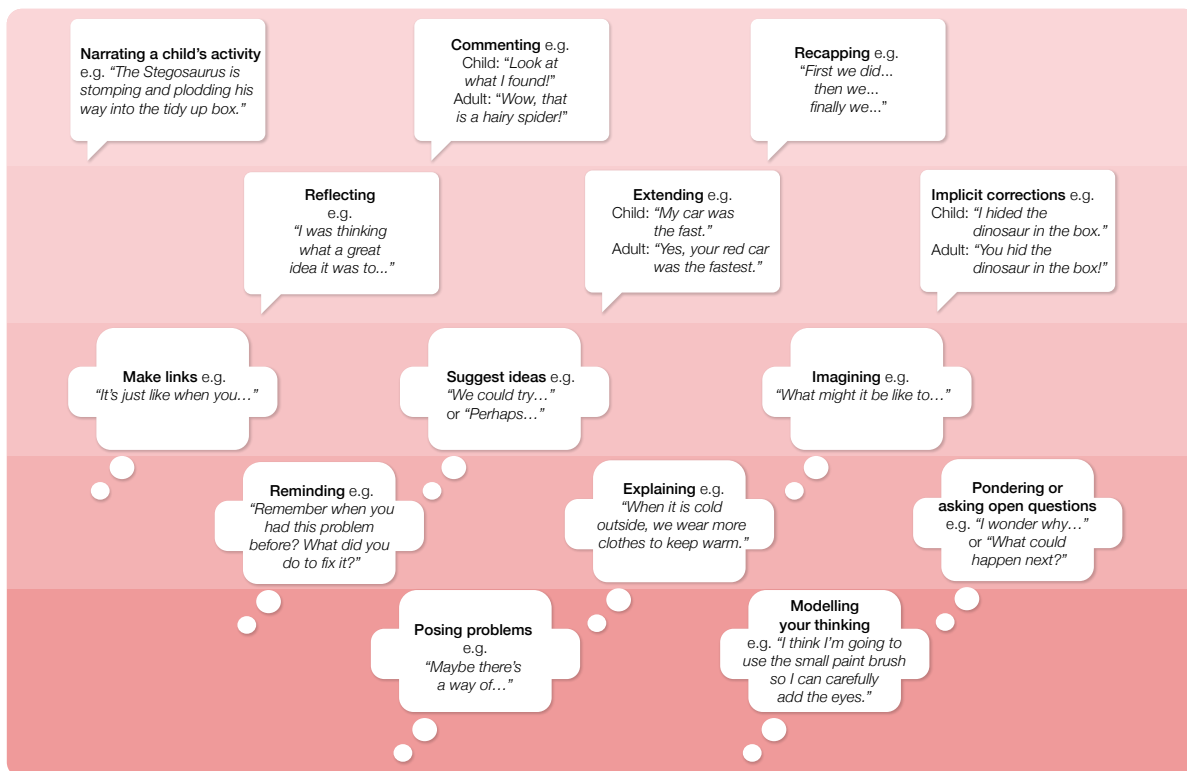 Narrating a child's activity
e.g. “The Stegosaurus is
stomping and plodding his
way into the tidy up box.”
Commenting e.g.
Child: “Look at
what I found!”
Adult: “Wow, that
is a hairy spider!”
Recapping e.g.
“First we did...
then we...
finally we...”
Reflecting
e.g.
“I was thinking
what a great
idea it was to...”
Extending e.g.
Child: “My car was
the fast.”
Adult: “Yes, your red car
was the fastest.”
Implicit corrections e.g.
Child: “I hided the
dinosaur in the box.”
Adult: “You hid the
dinosaur in the box!”
Make links e.g.
“It's just like when you…”
Suggest ideas e.g.
“We could try…”
or “Perhaps…”
Imagining e.g.
“What might it be like to…”
Reminding e.g.
“Remember when you
had this problem
before? What did you
do to fix it?”
Explaining e.g.
“When it is cold
outside, we wear more
clothes to keep warm.”
Pondering or
asking open questions
e.g. “I wonder why…”
or “What could
happen next?”
Posing problems
e.g.
“Maybe there's
a way of…”
Modelling
your thinking
e.g. “I think I'm going to
use the small paint brush
so I can carefully
add the eyes.”